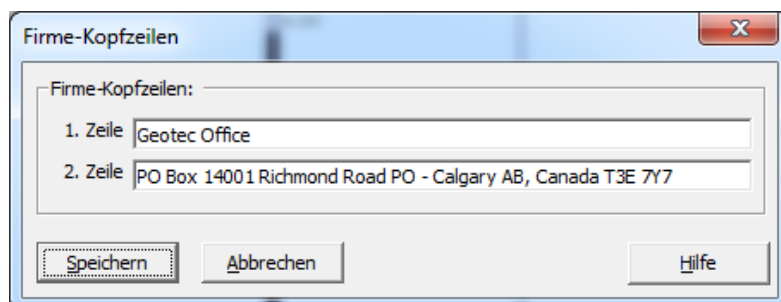 Firme-Kopfzeilen
Firme-Kopfzeilen:
1. Zeile Geotec Office
2. Zeile PO Box 14001 Richmond Road PO - Calgary AB, Canada T3E 7Y7
Speichern Abbrechen Hilfe